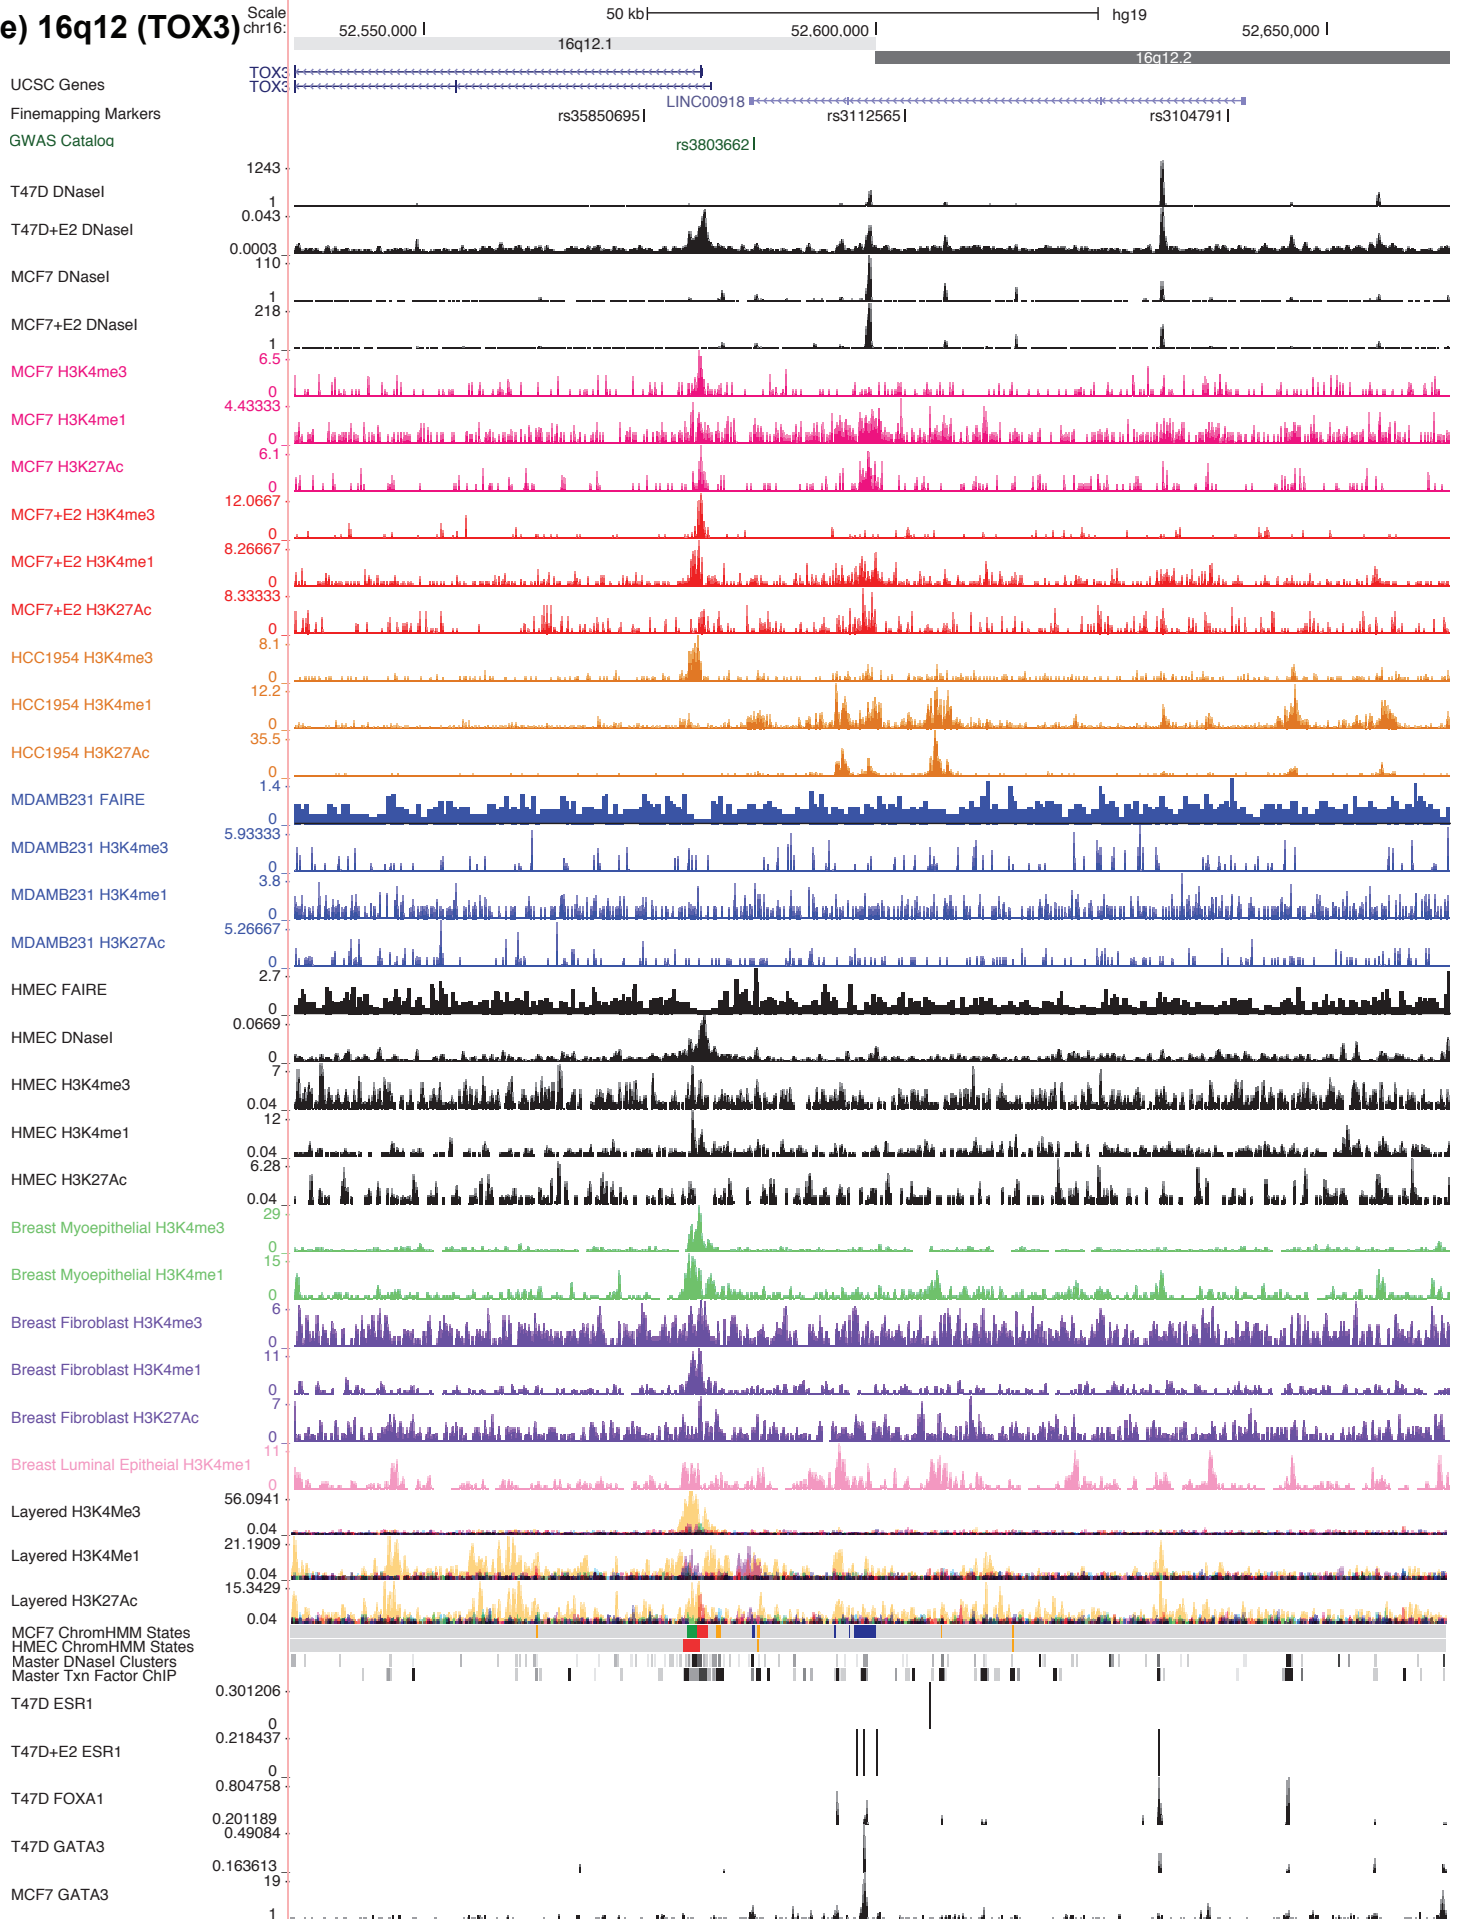 e) 16q12 (TOX3)
Scale 50 kb hg19
chr16: 52,550,000 52,600,000 52,650,000
16q12.1
16q12.2
TOX3
UCSC Genes TOX3
LINC00918
Finemapping Markers rs35850695 rs3112565 rs3104791
GWAS Catalog rs3803662
1243
T47D DNaseI
1
0.043
T47D+E2 DNaseI
0.0003
110
MCF7 DNaseI
1
218
MCF7+E2 DNaseI
1
6.5
MCF7 H3K4me3
0
4.43333
MCF7 H3K4me1
0
6.1
MCF7 H3K27Ac
0
12.0667
MCF7+E2 H3K4me3
0
8.26667
MCF7+E2 H3K4me1
0
8.33333
MCF7+E2 H3K27Ac
0
8.1
HCC1954 H3K4me3
0
12.2
HCC1954 H3K4me1
0
35.5
HCC1954 H3K27Ac
0
1.4
MDAMB231 FAIRE
0
5.93333
MDAMB231 H3K4me3
0
3.8
MDAMB231 H3K4me1
0
5.26667
MDAMB231 H3K27Ac
0
2.7
HMEC FAIRE
0
0.0669
HMEC DNaseI
0
7
HMEC H3K4me3
0.04
12
HMEC H3K4me1
0.04
6.28
HMEC H3K27Ac
0.04
29
Breast Myoepithelial H3K4me3
0
15
Breast Myoepithelial H3K4me1
0
6
Breast Fibroblast H3K4me3
0
11
Breast Fibroblast H3K4me1
0
7
Breast Fibroblast H3K27Ac
0
11
Breast Luminal Epitheial H3K4me1
0
56.0941
Layered H3K4Me3
0.04
21.1909
Layered H3K4Me1
0.04
15.3429
Layered H3K27Ac
0.04
MCF7 ChromHMM States
HMEC ChromHMM States
Master DNaseI Clusters
Master Txn Factor ChIP
0.301206
T47D ESR1
0
0.218437
T47D+E2 ESR1
0
0.804758
T47D FOXA1
0.201189
0.49084
T47D GATA3
0.163613
19
MCF7 GATA3
1